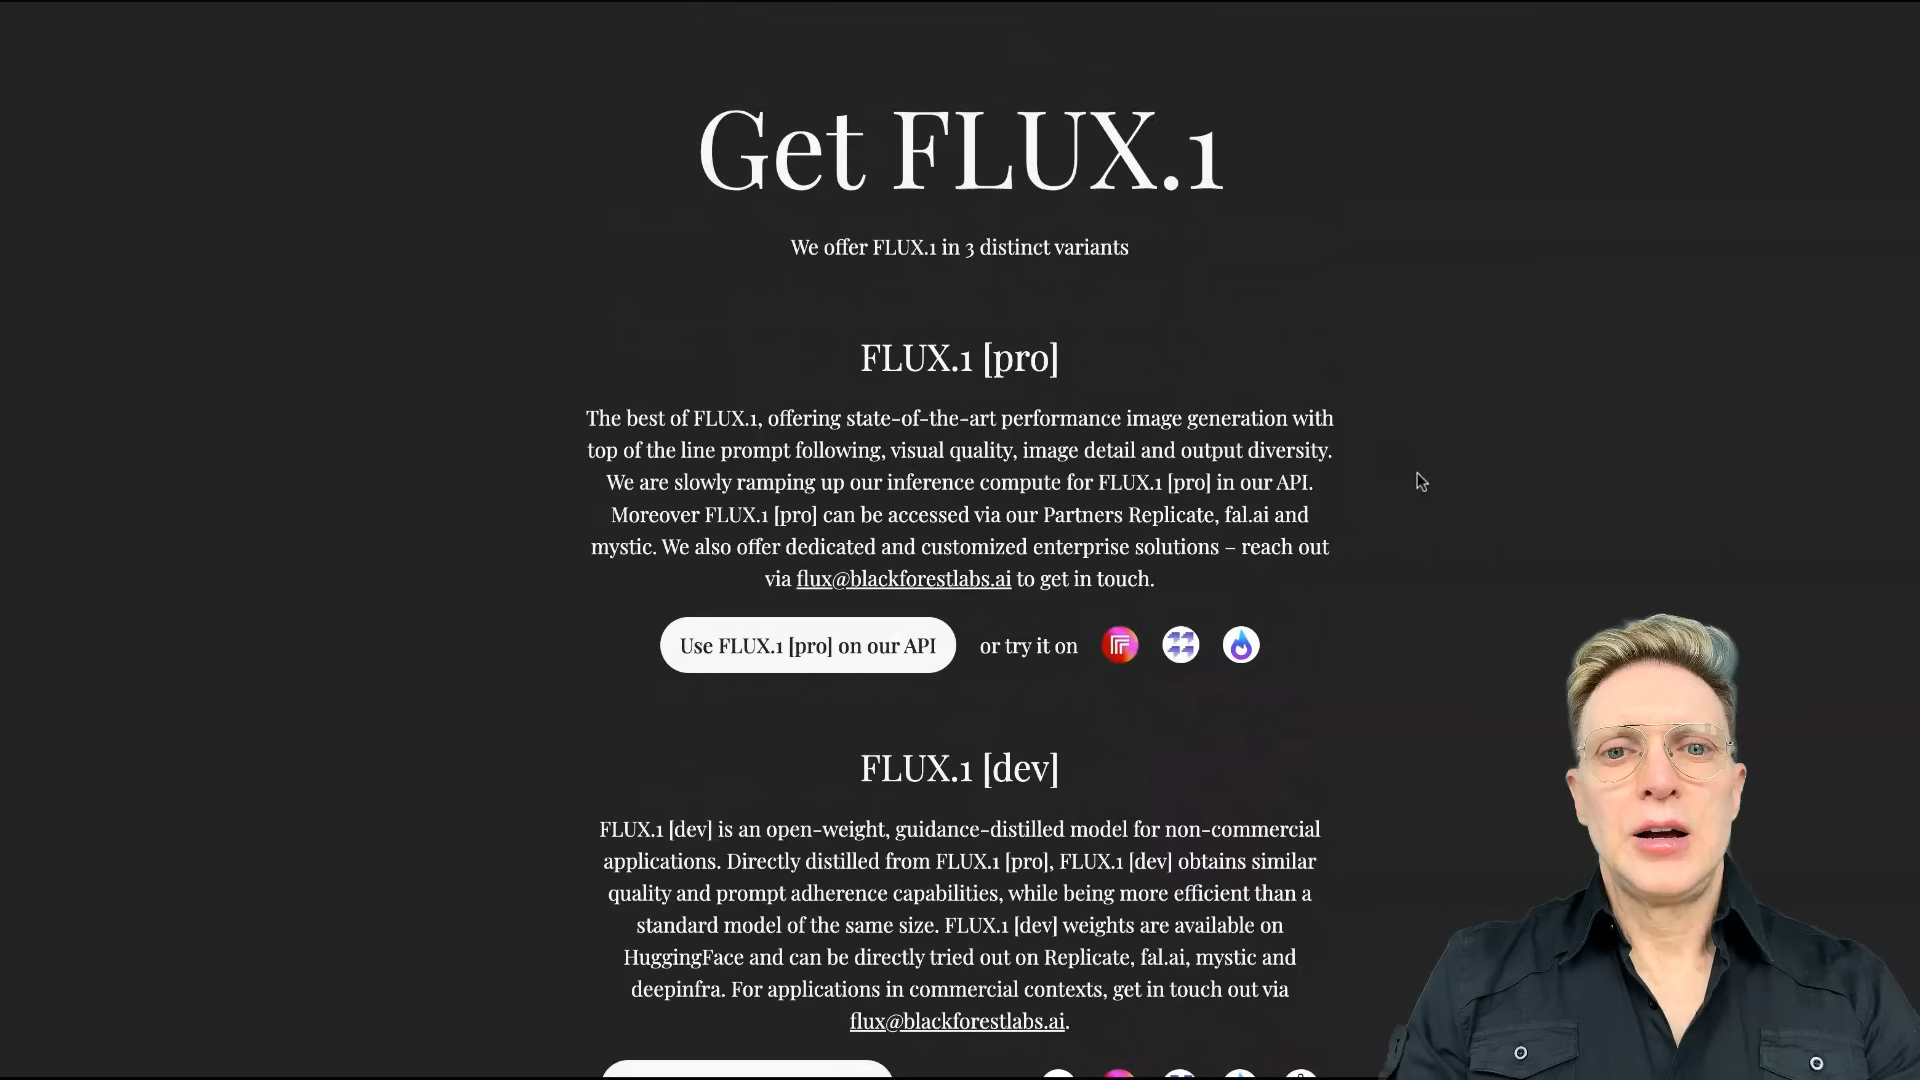 Get FLUX.1
We offer FLUX.1 in 3 distinct variants
FLUX.1 [pro]
The best of FLUX.1, offering state-of-the-art performance image generation with
top of the line prompt following, visual quality, image detail and output diversity.
We are slowly ramping up our inference compute for FLUX.1 [pro] in our API.
Moreover FLUX.1 [pro] can be accessed via our Partners Replicate, fal.ai and
mystic. We also offer dedicated and customized enterprise solutions – reach out
via flux@blackforestlabs.ai to get in touch.
Use FLUX.1 [pro] on our API or try it on
FLUX.1 [dev]
FLUX.1 [dev] is an open-weight, guidance-distilled model for non-commercial
applications. Directly distilled from FLUX.1 [pro], FLUX.1 [dev] obtains similar
quality and prompt adherence capabilities, while being more efficient than a
standard model of the same size. FLUX.1 [dev] weights are available on
HuggingFace and can be directly tried out on Replicate, fal.ai, mystic and
deepinfra. For applications in commercial contexts, get in touch out via
flux@blackforestlabs.ai.